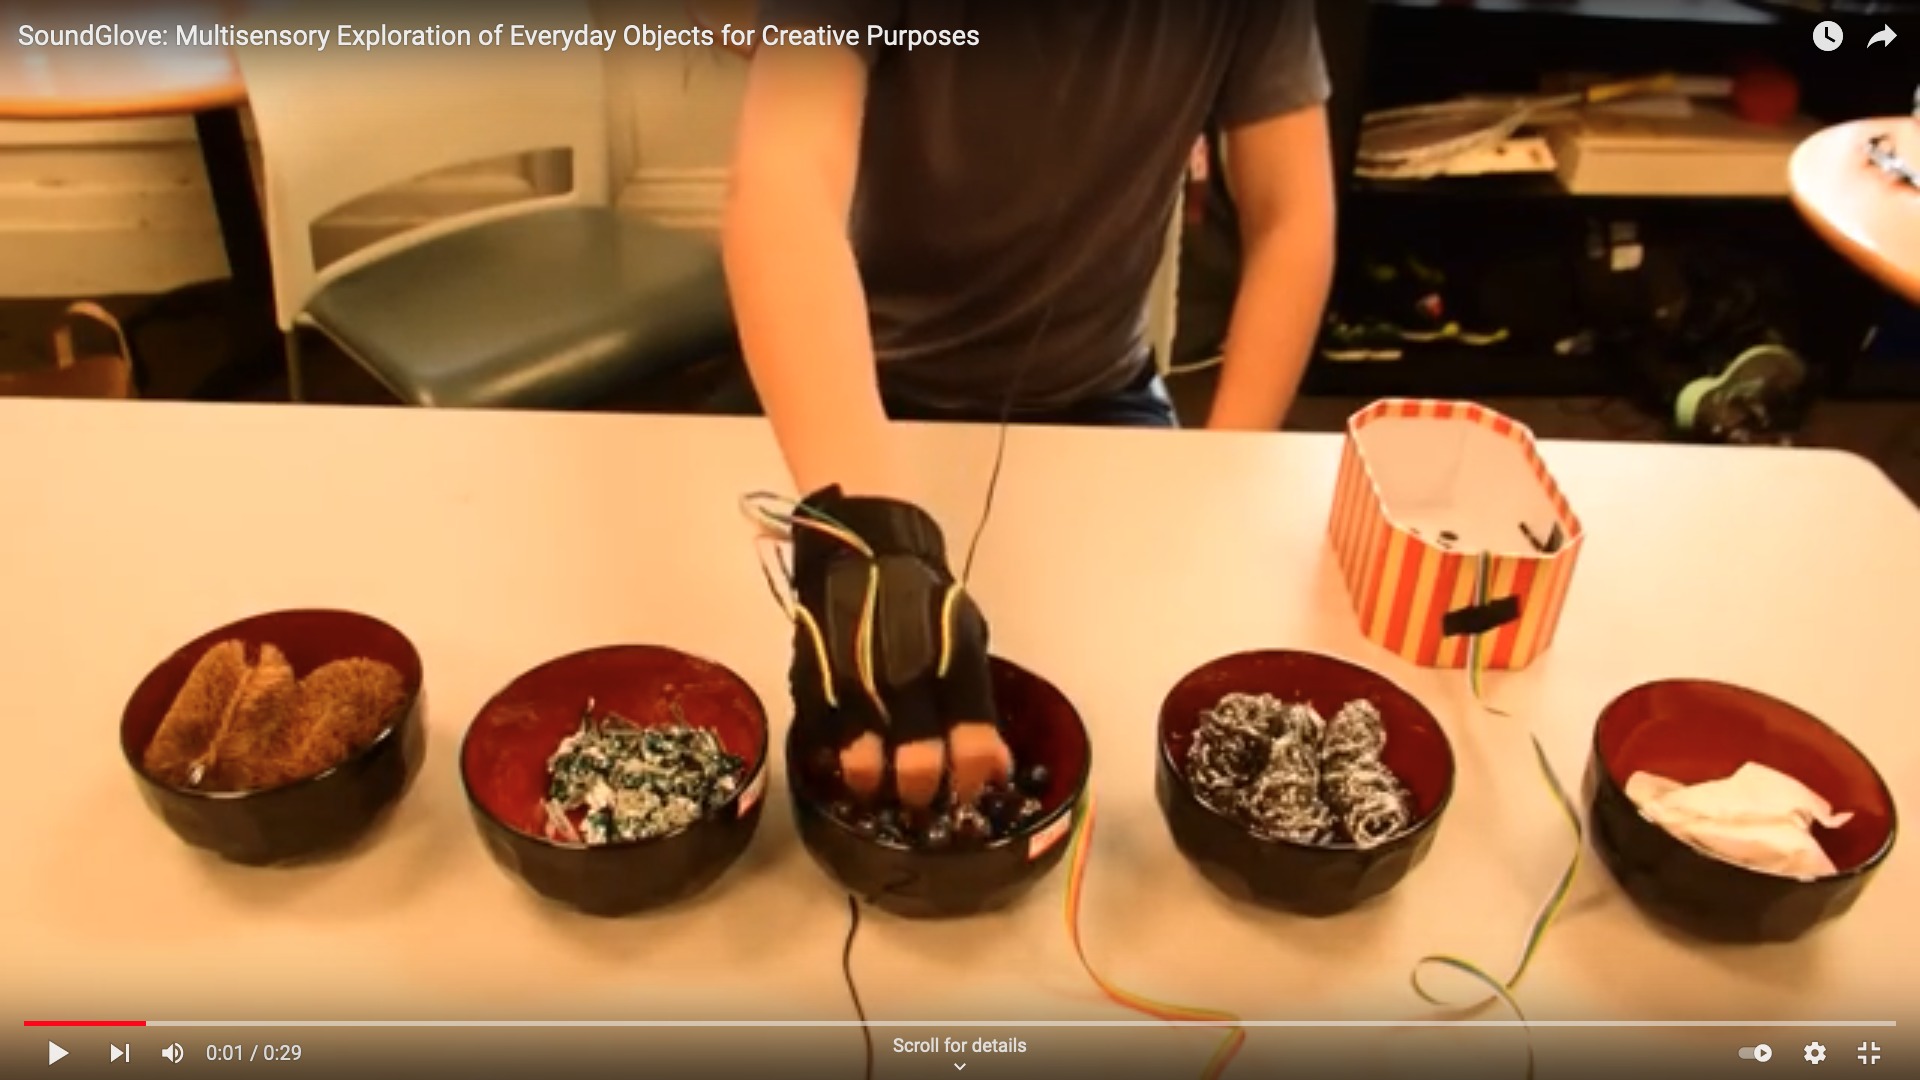 SoundGlove: Multisensory Exploration of Everyday Objects for Creative Purposes
0:01 / 0:29
Scroll for details